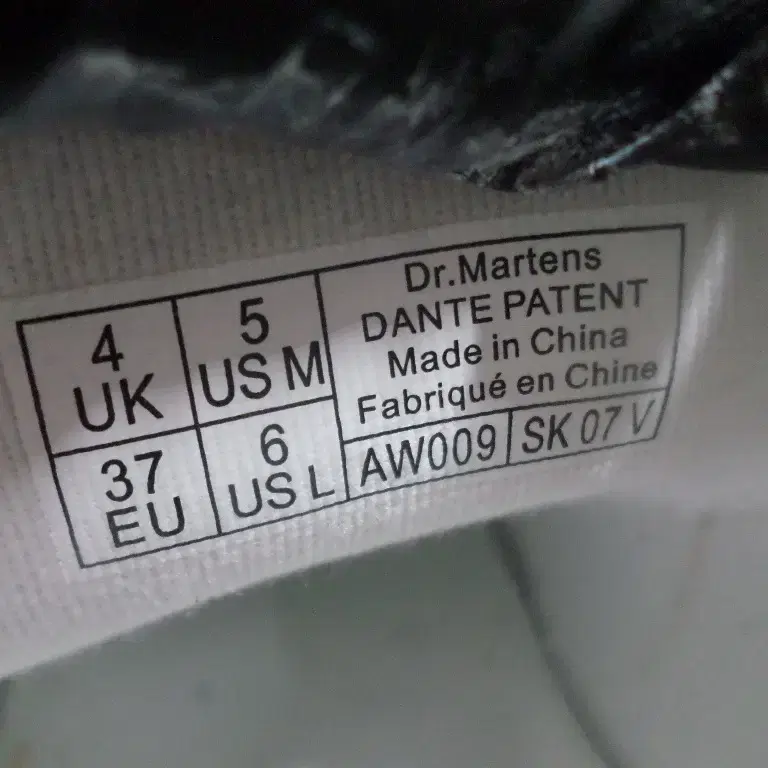 4
UK
5
US M
37
EU
6
US L
Dr.Martens
DANTE PATENT
Made in China
Fabriqué en Chine
AW009
SK 07 V